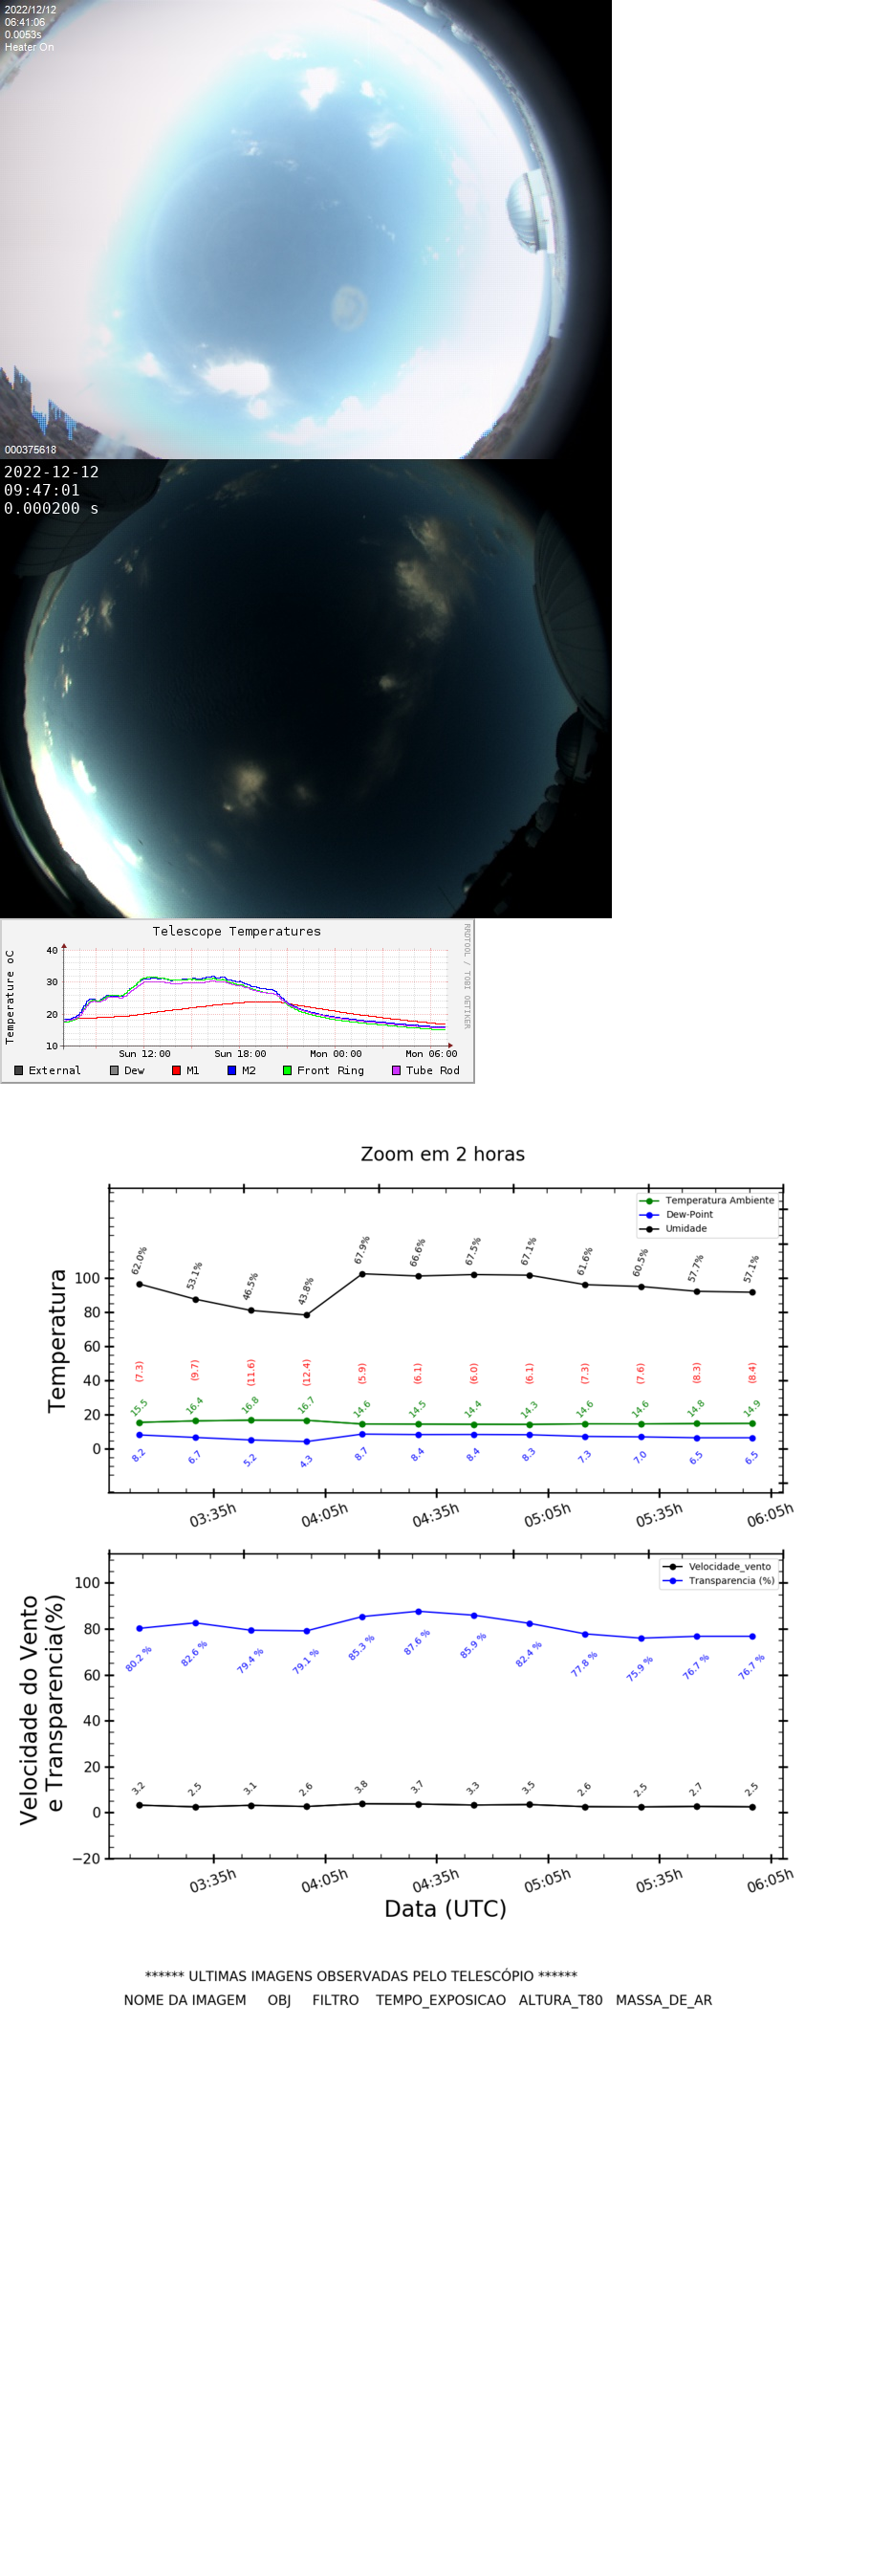 2022/12/12
06:41:06
0.0053s
Heater On
000375618
2022-12-12
09:47:01
0.000200 s
Telescope Temperatures
RRDTOOL / TOBI OETIKER
Temperature oC
40
30
20
10
Sun 12:00 Sun 18:00 Mon 00:00 Mon 06:00
External Dew M1 M2 Front Ring Tube Rod
Zoom em 2 horas
Temperatura Ambiente
Dew-Point
Umidade
Temperatura
100
80
60
40
20
0
62.0% 53.1% 46.5% 43.8% 67.9% 66.6% 67.5% 67.1% 61.6% 60.5% 57.7% 57.1%
(7.3) (9.7) (11.6) (12.4) (5.9) (6.1) (6.0) (6.1) (7.3) (7.6) (8.3) (8.4)
15.5 16.4 16.8 16.7 14.6 14.5 14.4 14.3 14.6 14.6 14.8 14.9
8.2 6.7 5.2 4.3 8.7 8.4 8.4 8.3 7.3 7.0 6.5 6.5
03:35h 04:05h 04:35h 05:05h 05:35h 06:05h
Velocidade_vento
Transparencia (%)
Velocidade do Vento
e Transparencia(%)
100
80
60
40
20
0
−20
80.2 % 82.6 % 79.4 % 79.1 % 85.3 % 87.6 % 85.9 % 82.4 % 77.8 % 75.9 % 76.7 % 76.7 %
3.2 2.5 3.1 2.6 3.8 3.7 3.3 3.5 2.6 2.5 2.7 2.5
03:35h 04:05h 04:35h 05:05h 05:35h 06:05h
Data (UTC)
****** ULTIMAS IMAGENS OBSERVADAS PELO TELESCÓPIO ******
NOME DA IMAGEM OBJ FILTRO TEMPO_EXPOSICAO ALTURA_T80 MASSA_DE_AR